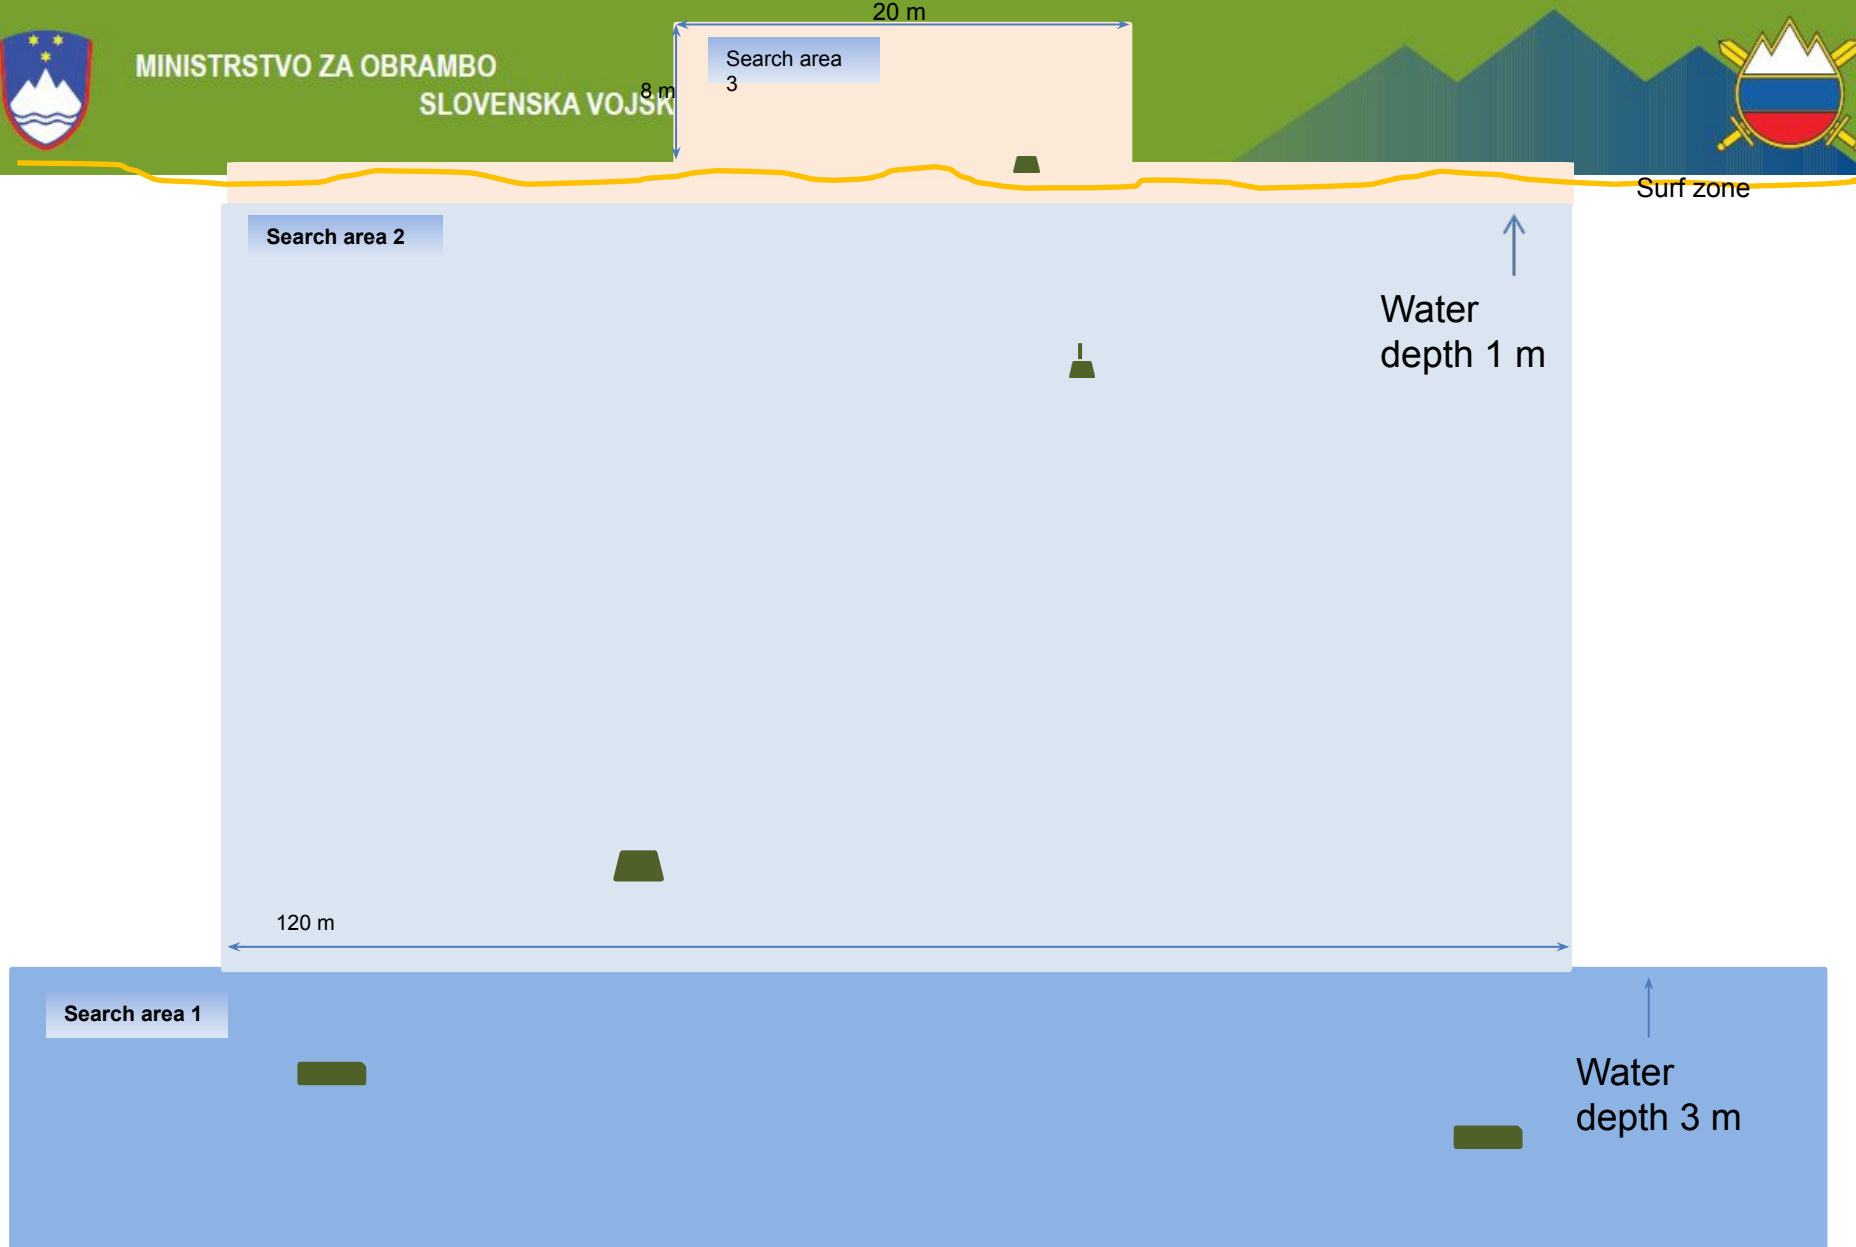 20 m
MINISTRSTVO ZA OBRAMBO
SLOVENSKA VOJSK
8 m
Search area
3
Surf zone
Search area 2
Water
depth 1 m
120 m
Search area 1
Water
depth 3 m